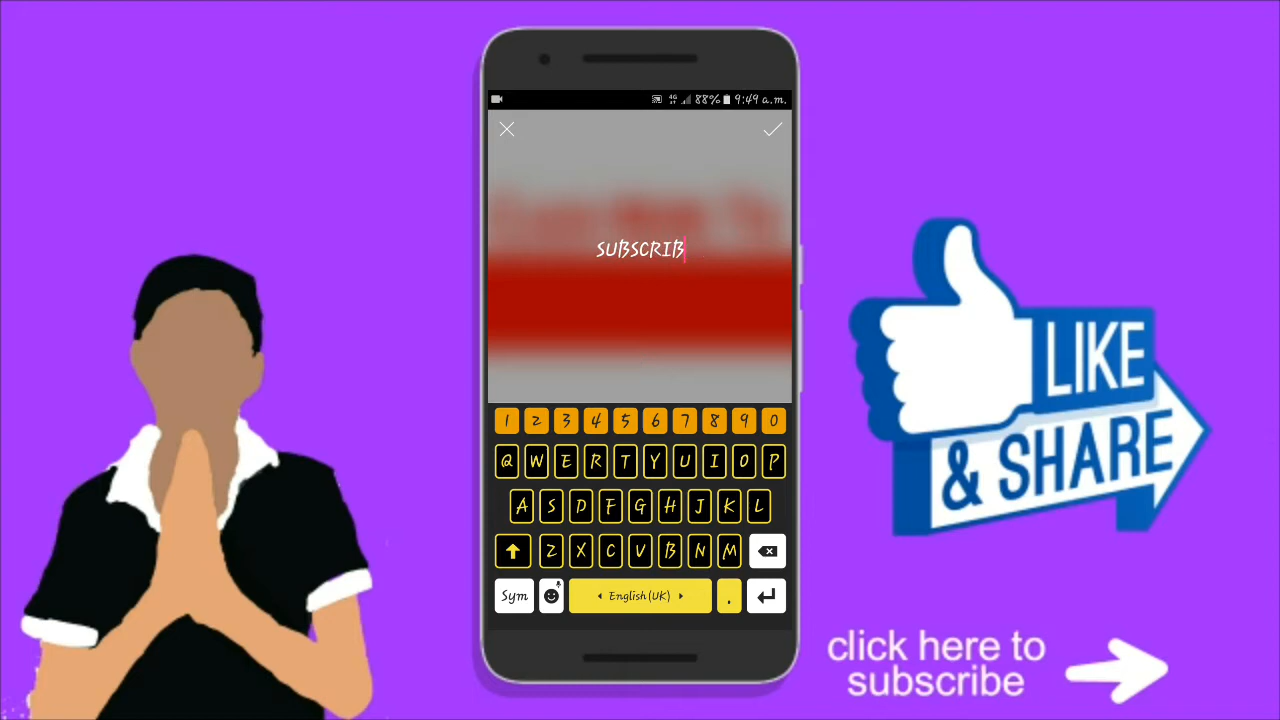 4G 88% 9:49 a.m.
SUBSCRIB
1 2 3 4 5 6 7 8 9 0
Q W E R T Y U I O P
A S D F G H J K L
Z X C V B N M
Sym English(UK) .
LIKE
& SHARE
click here to
subscribe